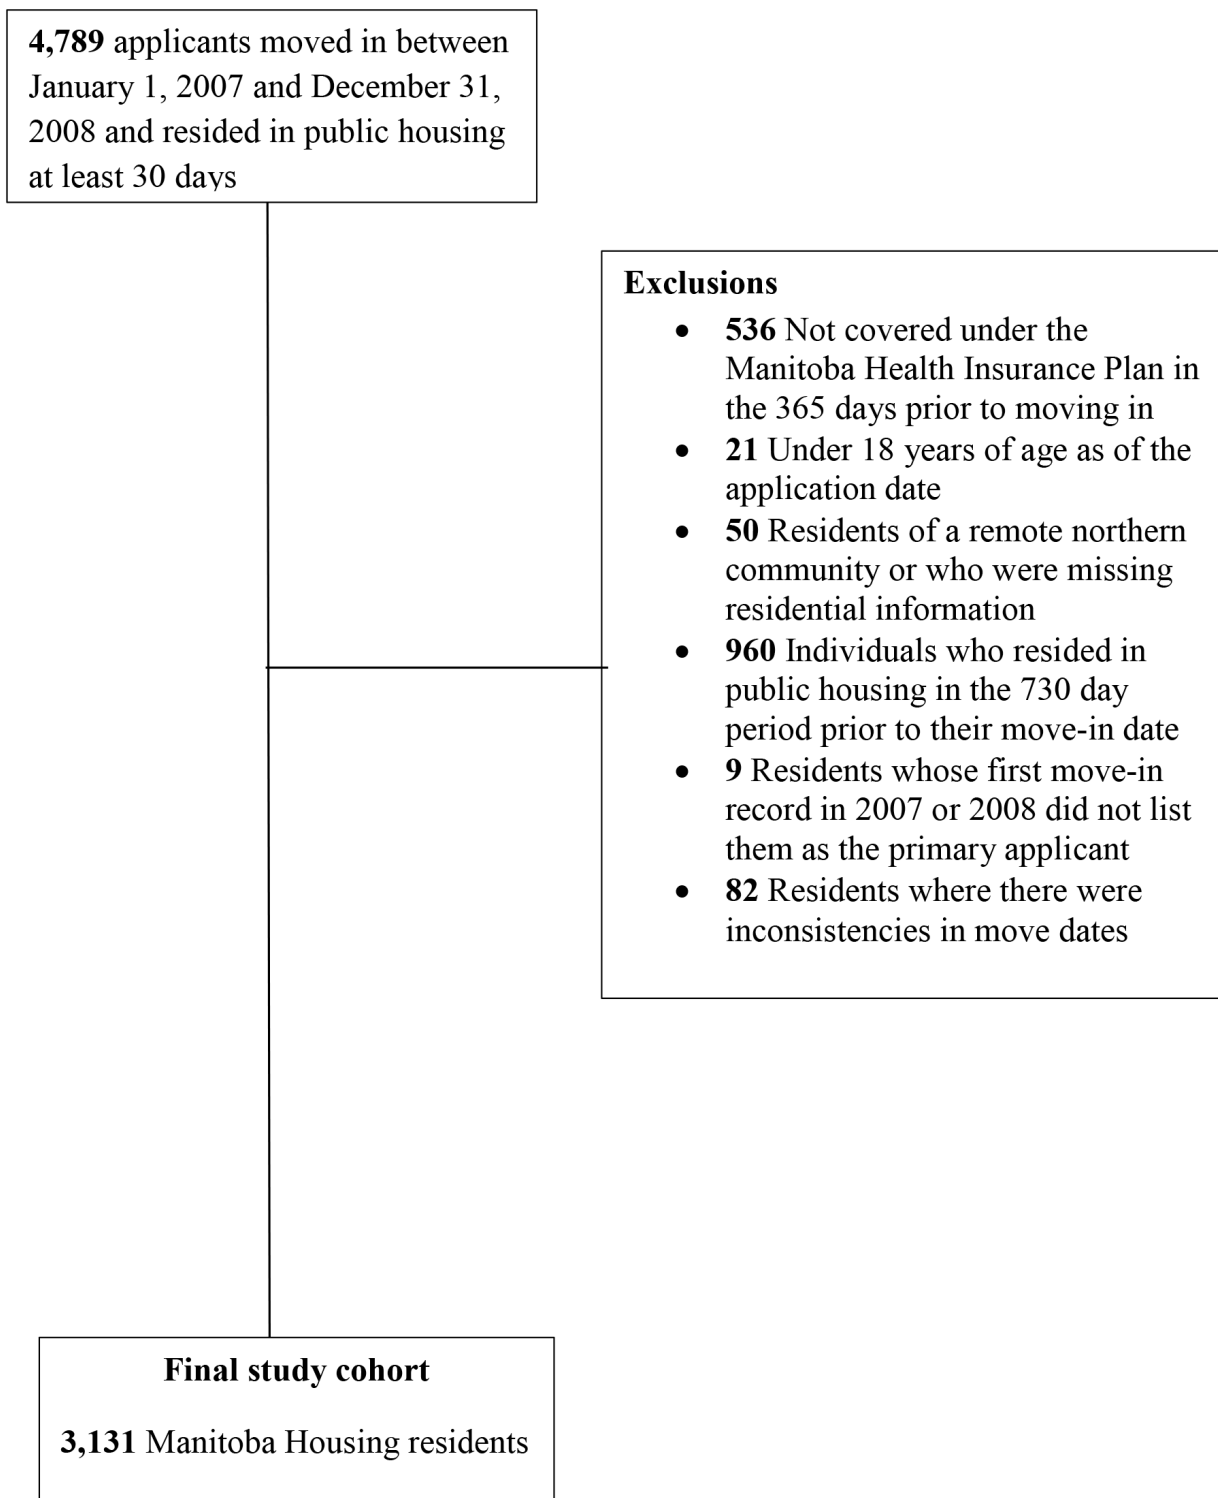 4,789 applicants moved in between
January 1, 2007 and December 31,
2008 and resided in public housing
at least 30 days
Exclusions
• 536 Not covered under the
Manitoba Health Insurance Plan in
the 365 days prior to moving in
• 21 Under 18 years of age as of the
application date
• 50 Residents of a remote northern
community or who were missing
residential information
• 960 Individuals who resided in
public housing in the 730 day
period prior to their move-in date
• 9 Residents whose first move-in
record in 2007 or 2008 did not list
them as the primary applicant
• 82 Residents where there were
inconsistencies in move dates
Final study cohort
3,131 Manitoba Housing residents